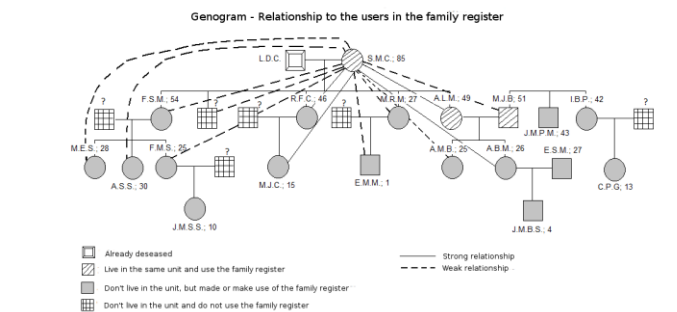 Genogram - Relationship to the users in the family register
L.D.C.
S.M.C.; 85
?
F.S.M.; 54
?
?
R.F.C.; 46
?
M.R.M; 27
A.L.M.; 49
M.J.B; 51
I.B.P.; 42
?
J.M.P.M.; 43
M.E.S.; 28
F.M.S.; 25
?
A.M.B.; 25
A.B.M.; 26
E.S.M.; 27
A.S.S.; 30
M.J.C.; 15
E.M.M.; 1
C.P.G; 13
J.M.S.S.; 10
J.M.B.S.; 4
Already deseased
Live in the same unit and use the family register
Don't live in the unit, but made or make use of the family register
Don't live in the unit and do not use the family register
Strong relationship
Weak relationship